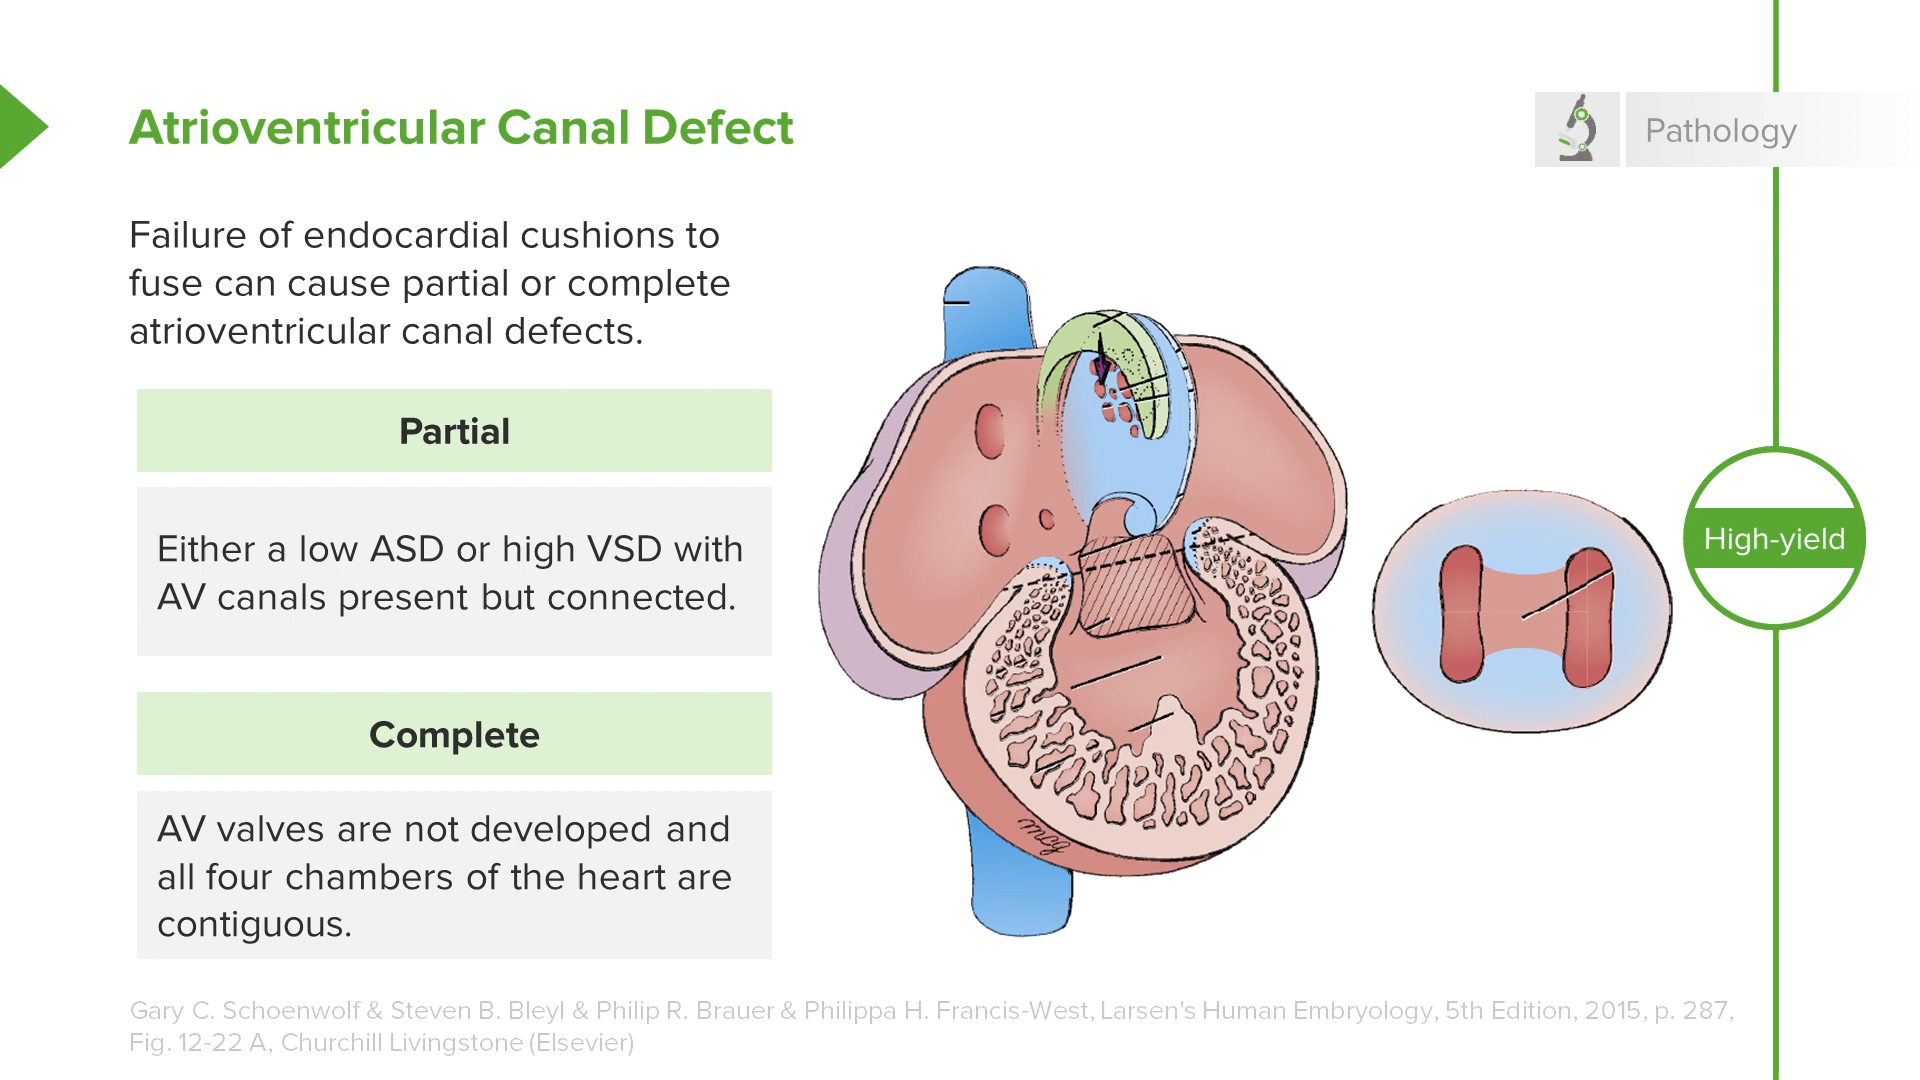 Atrioventricular Canal Defect
Pathology
Failure of endocardial cushions to
fuse can cause partial or complete
atrioventricular canal defects.
Partial
Either a low ASD or high VSD with
AV canals present but connected.
Complete
AV valves are not developed and
all four chambers of the heart are
contiguous.
High-yield
mcg
Gary C. Schoenwolf & Steven B. Bleyl & Philip R. Brauer & Philippa H. Francis-West, Larsen's Human Embryology, 5th Edition, 2015, p. 287,
Fig. 12-22 A, Churchill Livingstone (Elsevier)